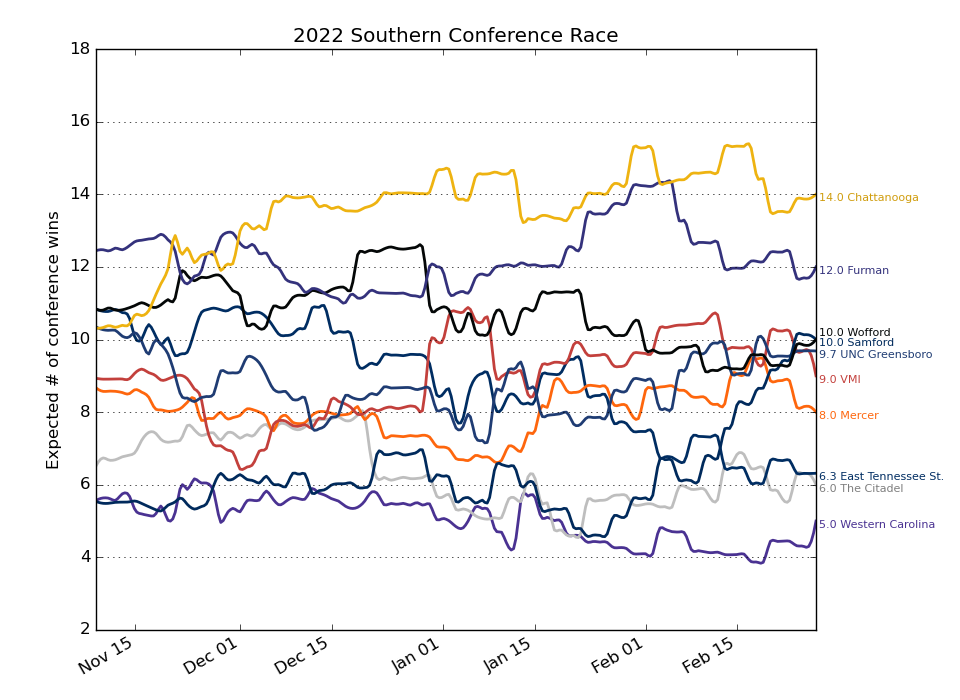 2022 Southern Conference Race
Expected # of conference wins
18
16
14
12
10
8
6
4
2
Nov 15
Dec 01
Dec 15
Jan 01
Jan 15
Feb 01
Feb 15
14.0 Chattanooga
12.0 Furman
10.0 Wofford
10.0 Samford
9.7 UNC Greensboro
9.0 VMI
8.0 Mercer
6.3 East Tennessee St.
6.0 The Citadel
5.0 Western Carolina